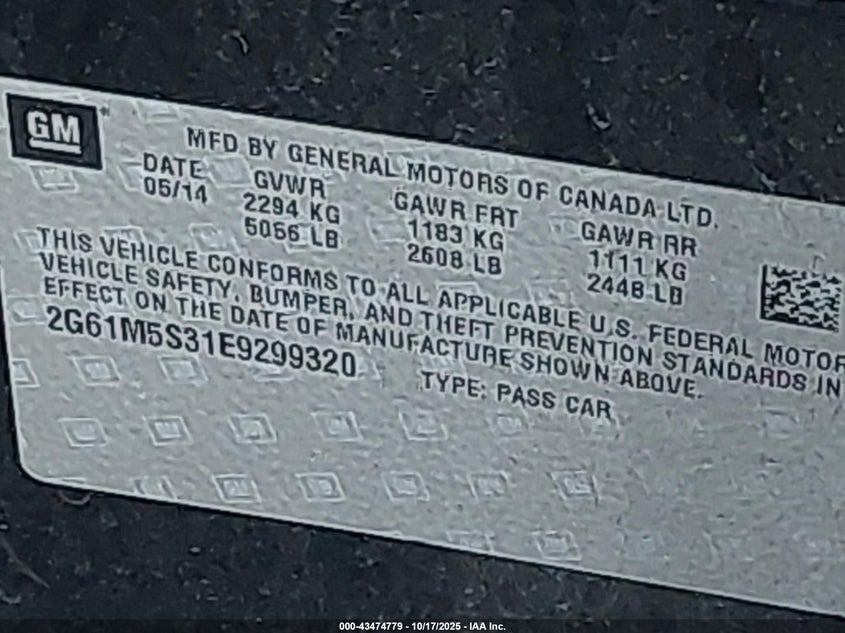 GM
MFD BY GENERAL MOTORS OF CANADA LTD.
DATE GVWR GAWR FRT GAWR RR
05/14 2294 KG 1183 KG 1111 KG
5056 LB 2608 LB 2448 LB
THIS VEHICLE CONFORMS TO ALL APPLICABLE U.S. FEDERAL MOTOR
VEHICLE SAFETY, BUMPER, AND THEFT PREVENTION STANDARDS IN
EFFECT ON THE DATE OF MANUFACTURE SHOWN ABOVE.
2G61M5S31E9299320 TYPE: PASS CAR
000-43474779 - 10/17/2025 - IAA Inc.